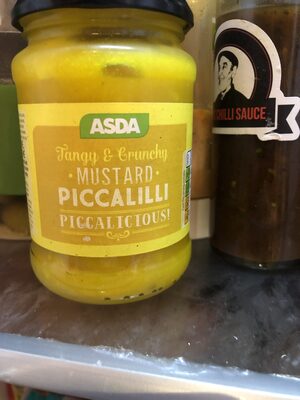 ASDA
Tangy & Crunchy
• MUSTARD •
PICCALILLI
PICCALICIOUS!
CHILLI SAUCE